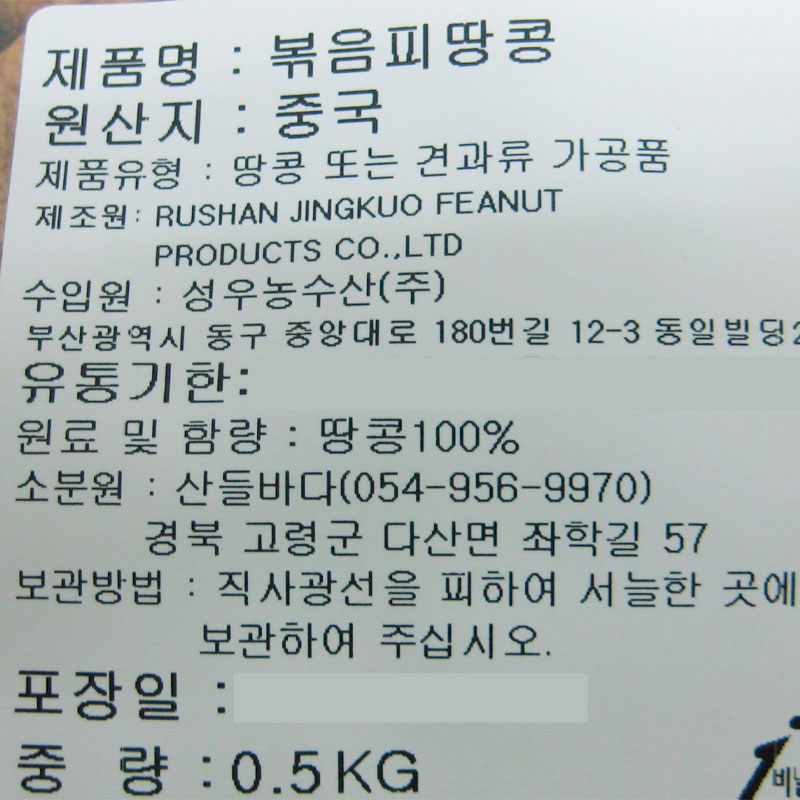 제품명 : 볶음피땅콩
원산지 : 중국
제품유형 : 땅콩 또는 견과류 가공품
제조원: RUSHAN JINGKUO FEANUT
PRODUCTS CO.,LTD
수입원 : 성우농수산(주)
부산광역시 동구 중앙대로 180번길 12-3 동일빌딩2
유통기한:
원료 및 함량 : 땅콩100%
소분원 : 산들바다(054-956-9970)
경북 고령군 다산면 좌학길 57
보관방법 : 직사광선을 피하여 서늘한 곳에
보관하여 주십시오.
포장일 :
중 량 : 0.5KG